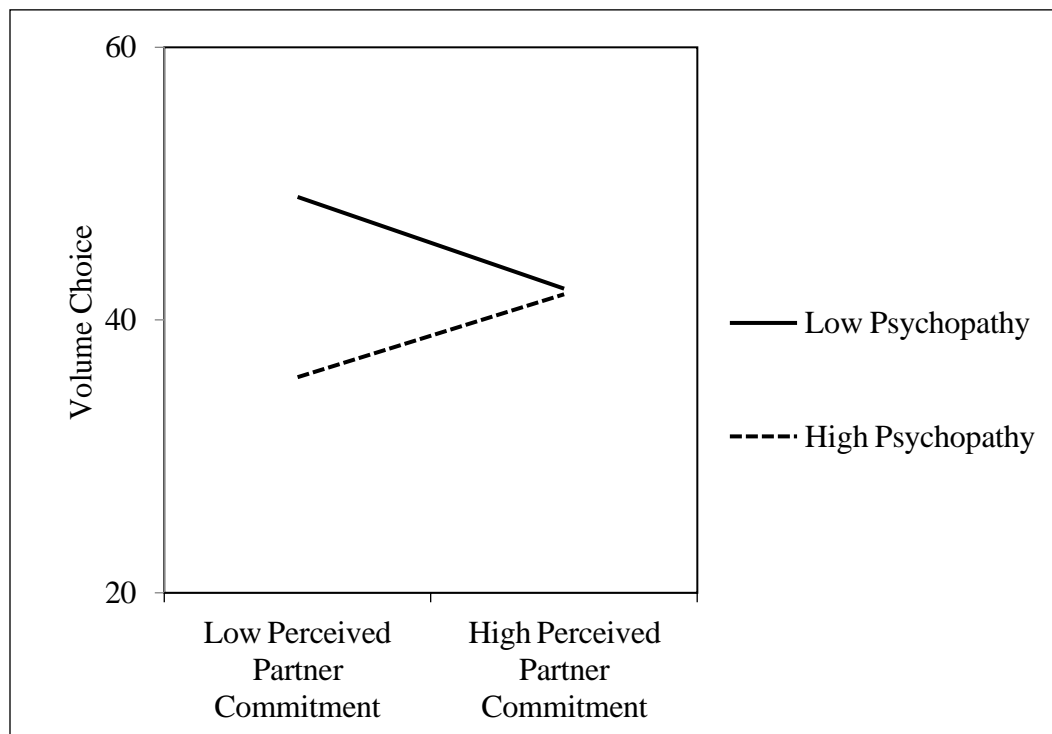 60
40
20
Volume Choice
Low Perceived
Partner
Commitment
High Perceived
Partner
Commitment
Low Psychopathy
High Psychopathy